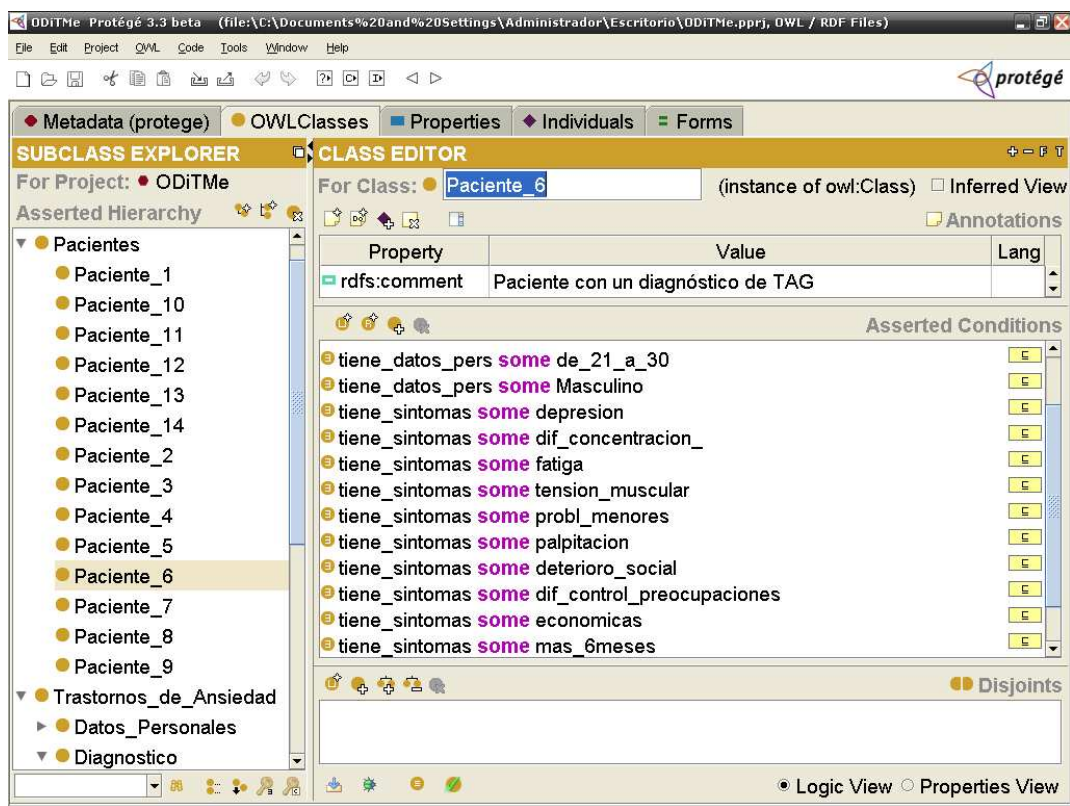 ODiTMe Protégé 3.3 beta (file:\C:\Documents%20and%20Settings\Administrador\Escritorio\ODiTMe.pprj, OWL / RDF Files)
File Edit Project OWL Code Tools Window Help
protégé
Metadata (protege) OWLClasses Properties Individuals Forms
SUBCLASS EXPLORER
For Project: ODiTMe
Asserted Hierarchy
Pacientes
Paciente_1
Paciente_10
Paciente_11
Paciente_12
Paciente_13
Paciente_14
Paciente_2
Paciente_3
Paciente_4
Paciente_5
Paciente_6
Paciente_7
Paciente_8
Paciente_9
Trastornos_de_Ansiedad
Datos_Personales
Diagnostico
CLASS EDITOR
For Class: Paciente_6 (instance of owl:Class) Inferred View
Annotations
Property Value Lang
rdfs:comment Paciente con un diagnóstico de TAG
Asserted Conditions
tiene_datos_pers some de_21_a_30
tiene_datos_pers some Masculino
tiene_sintomas some depresion
tiene_sintomas some dif_concentracion_
tiene_sintomas some fatiga
tiene_sintomas some tension_muscular
tiene_sintomas some probl_menores
tiene_sintomas some palpitacion
tiene_sintomas some deterioro_social
tiene_sintomas some dif_control_preocupaciones
tiene_sintomas some economicas
tiene_sintomas some mas_6meses
Disjoints
Logic View Properties View